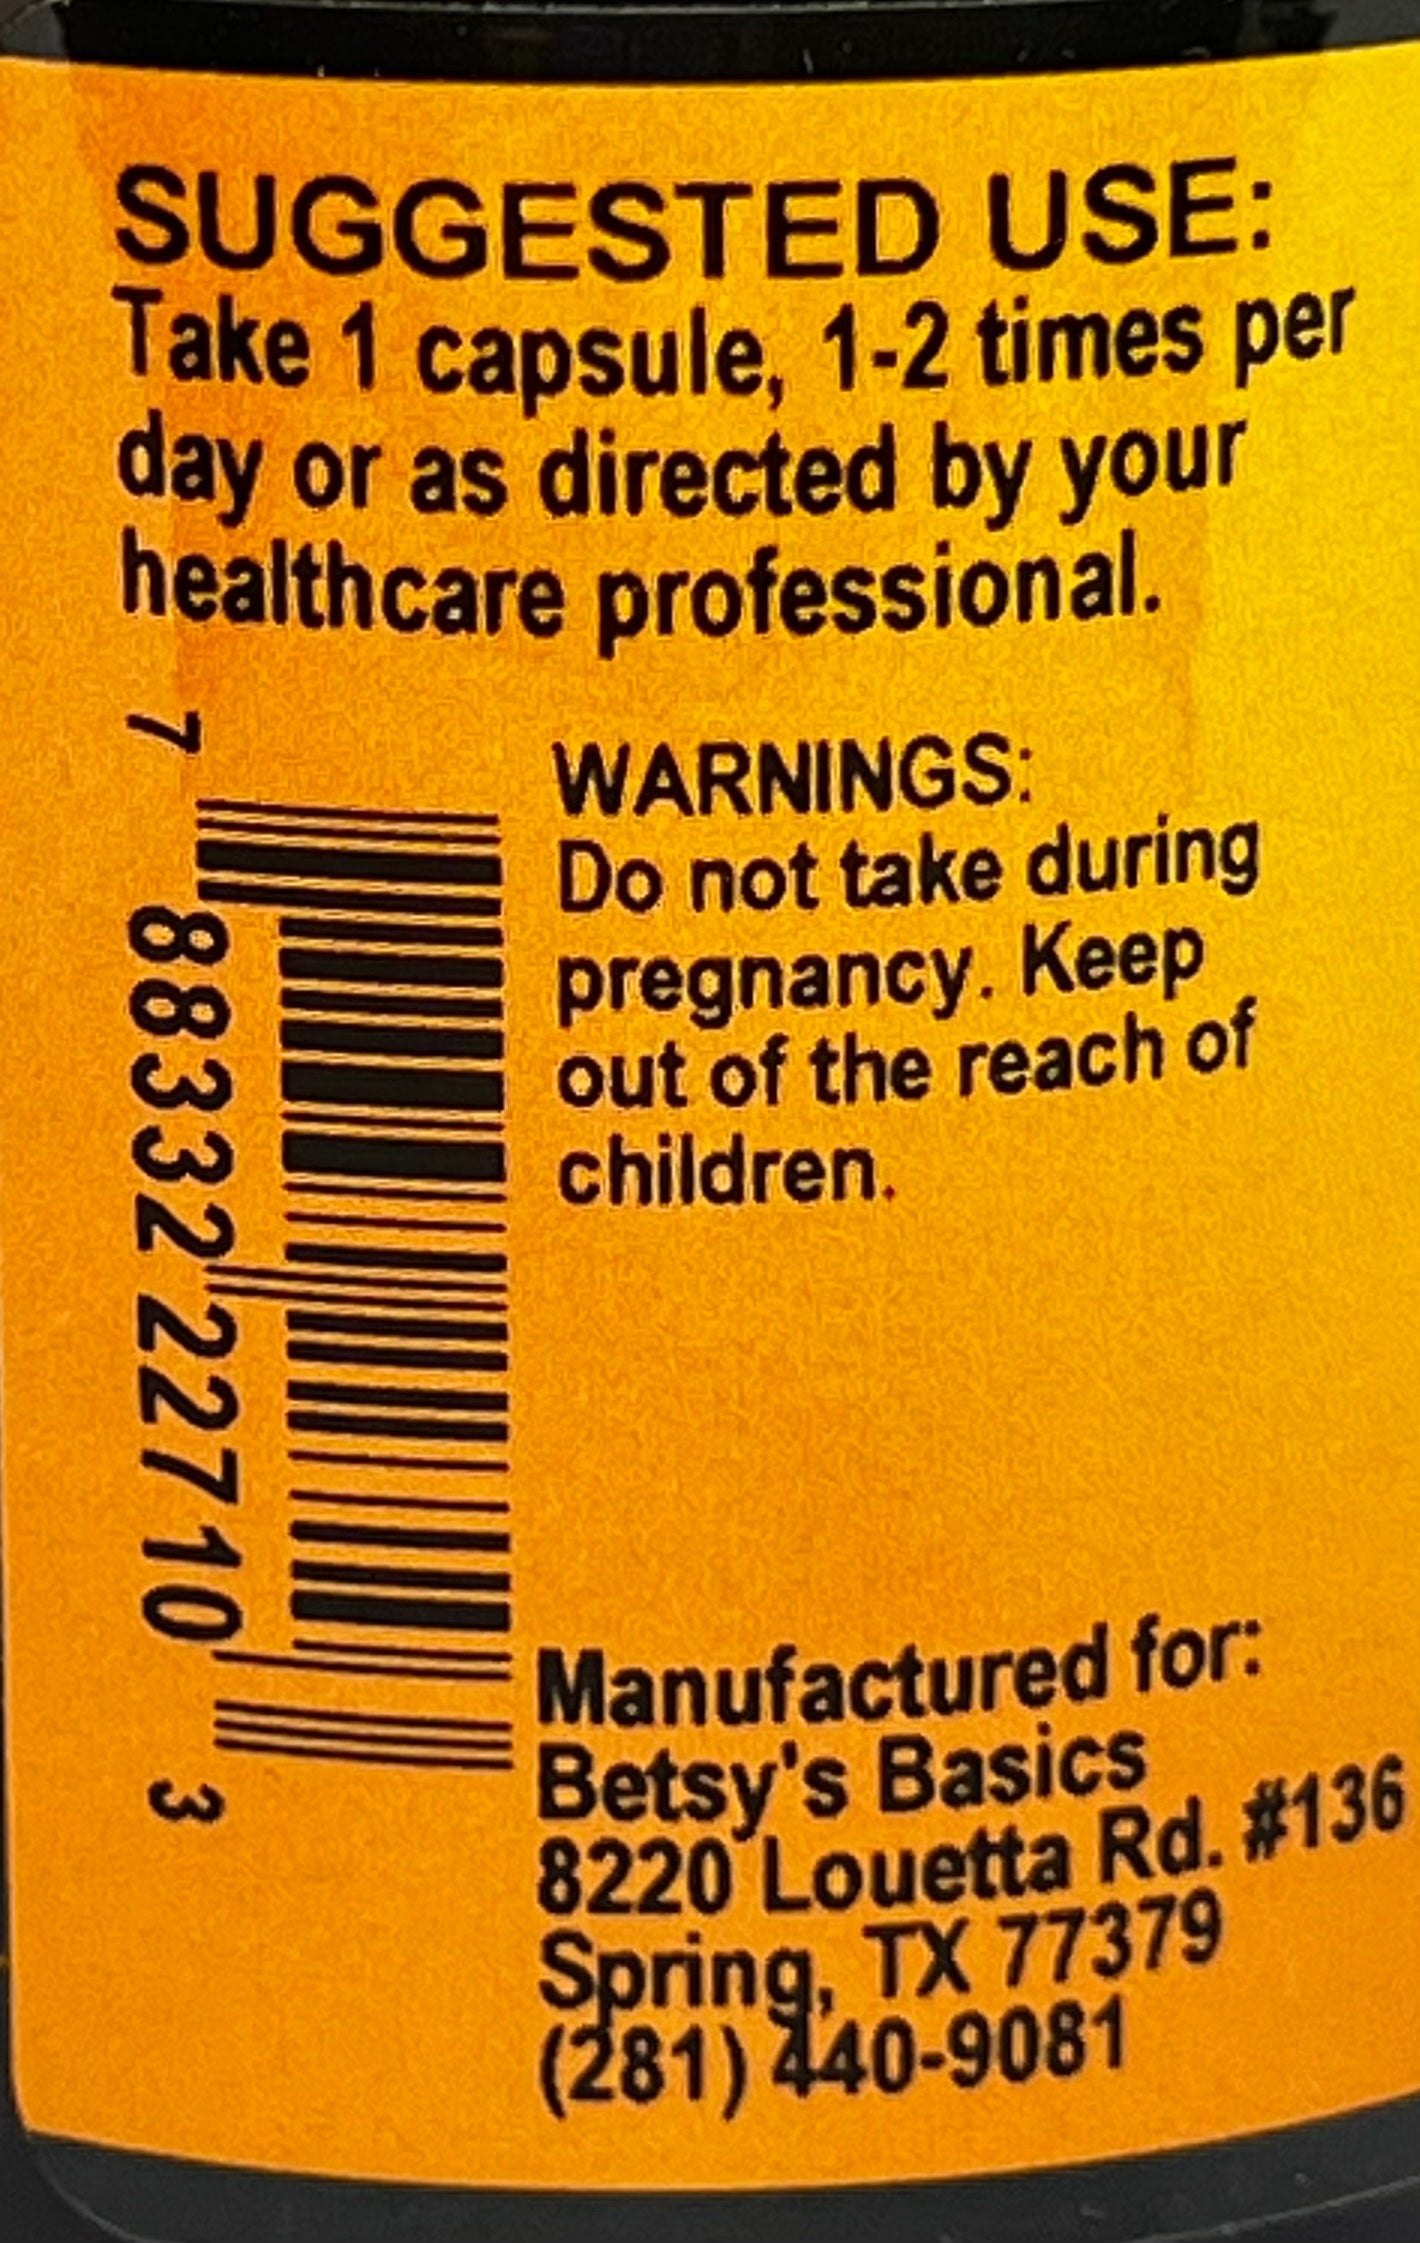 SUGGESTED USE:
Take 1 capsule, 1-2 times per
day or as directed by your
healthcare professional.
7 88332 22710 3
WARNINGS:
Do not take during
pregnancy. Keep
out of the reach of
children.
Manufactured for:
Betsy's Basics
8220 Louetta Rd. #136
Spring, TX 77379
(281) 440-9081